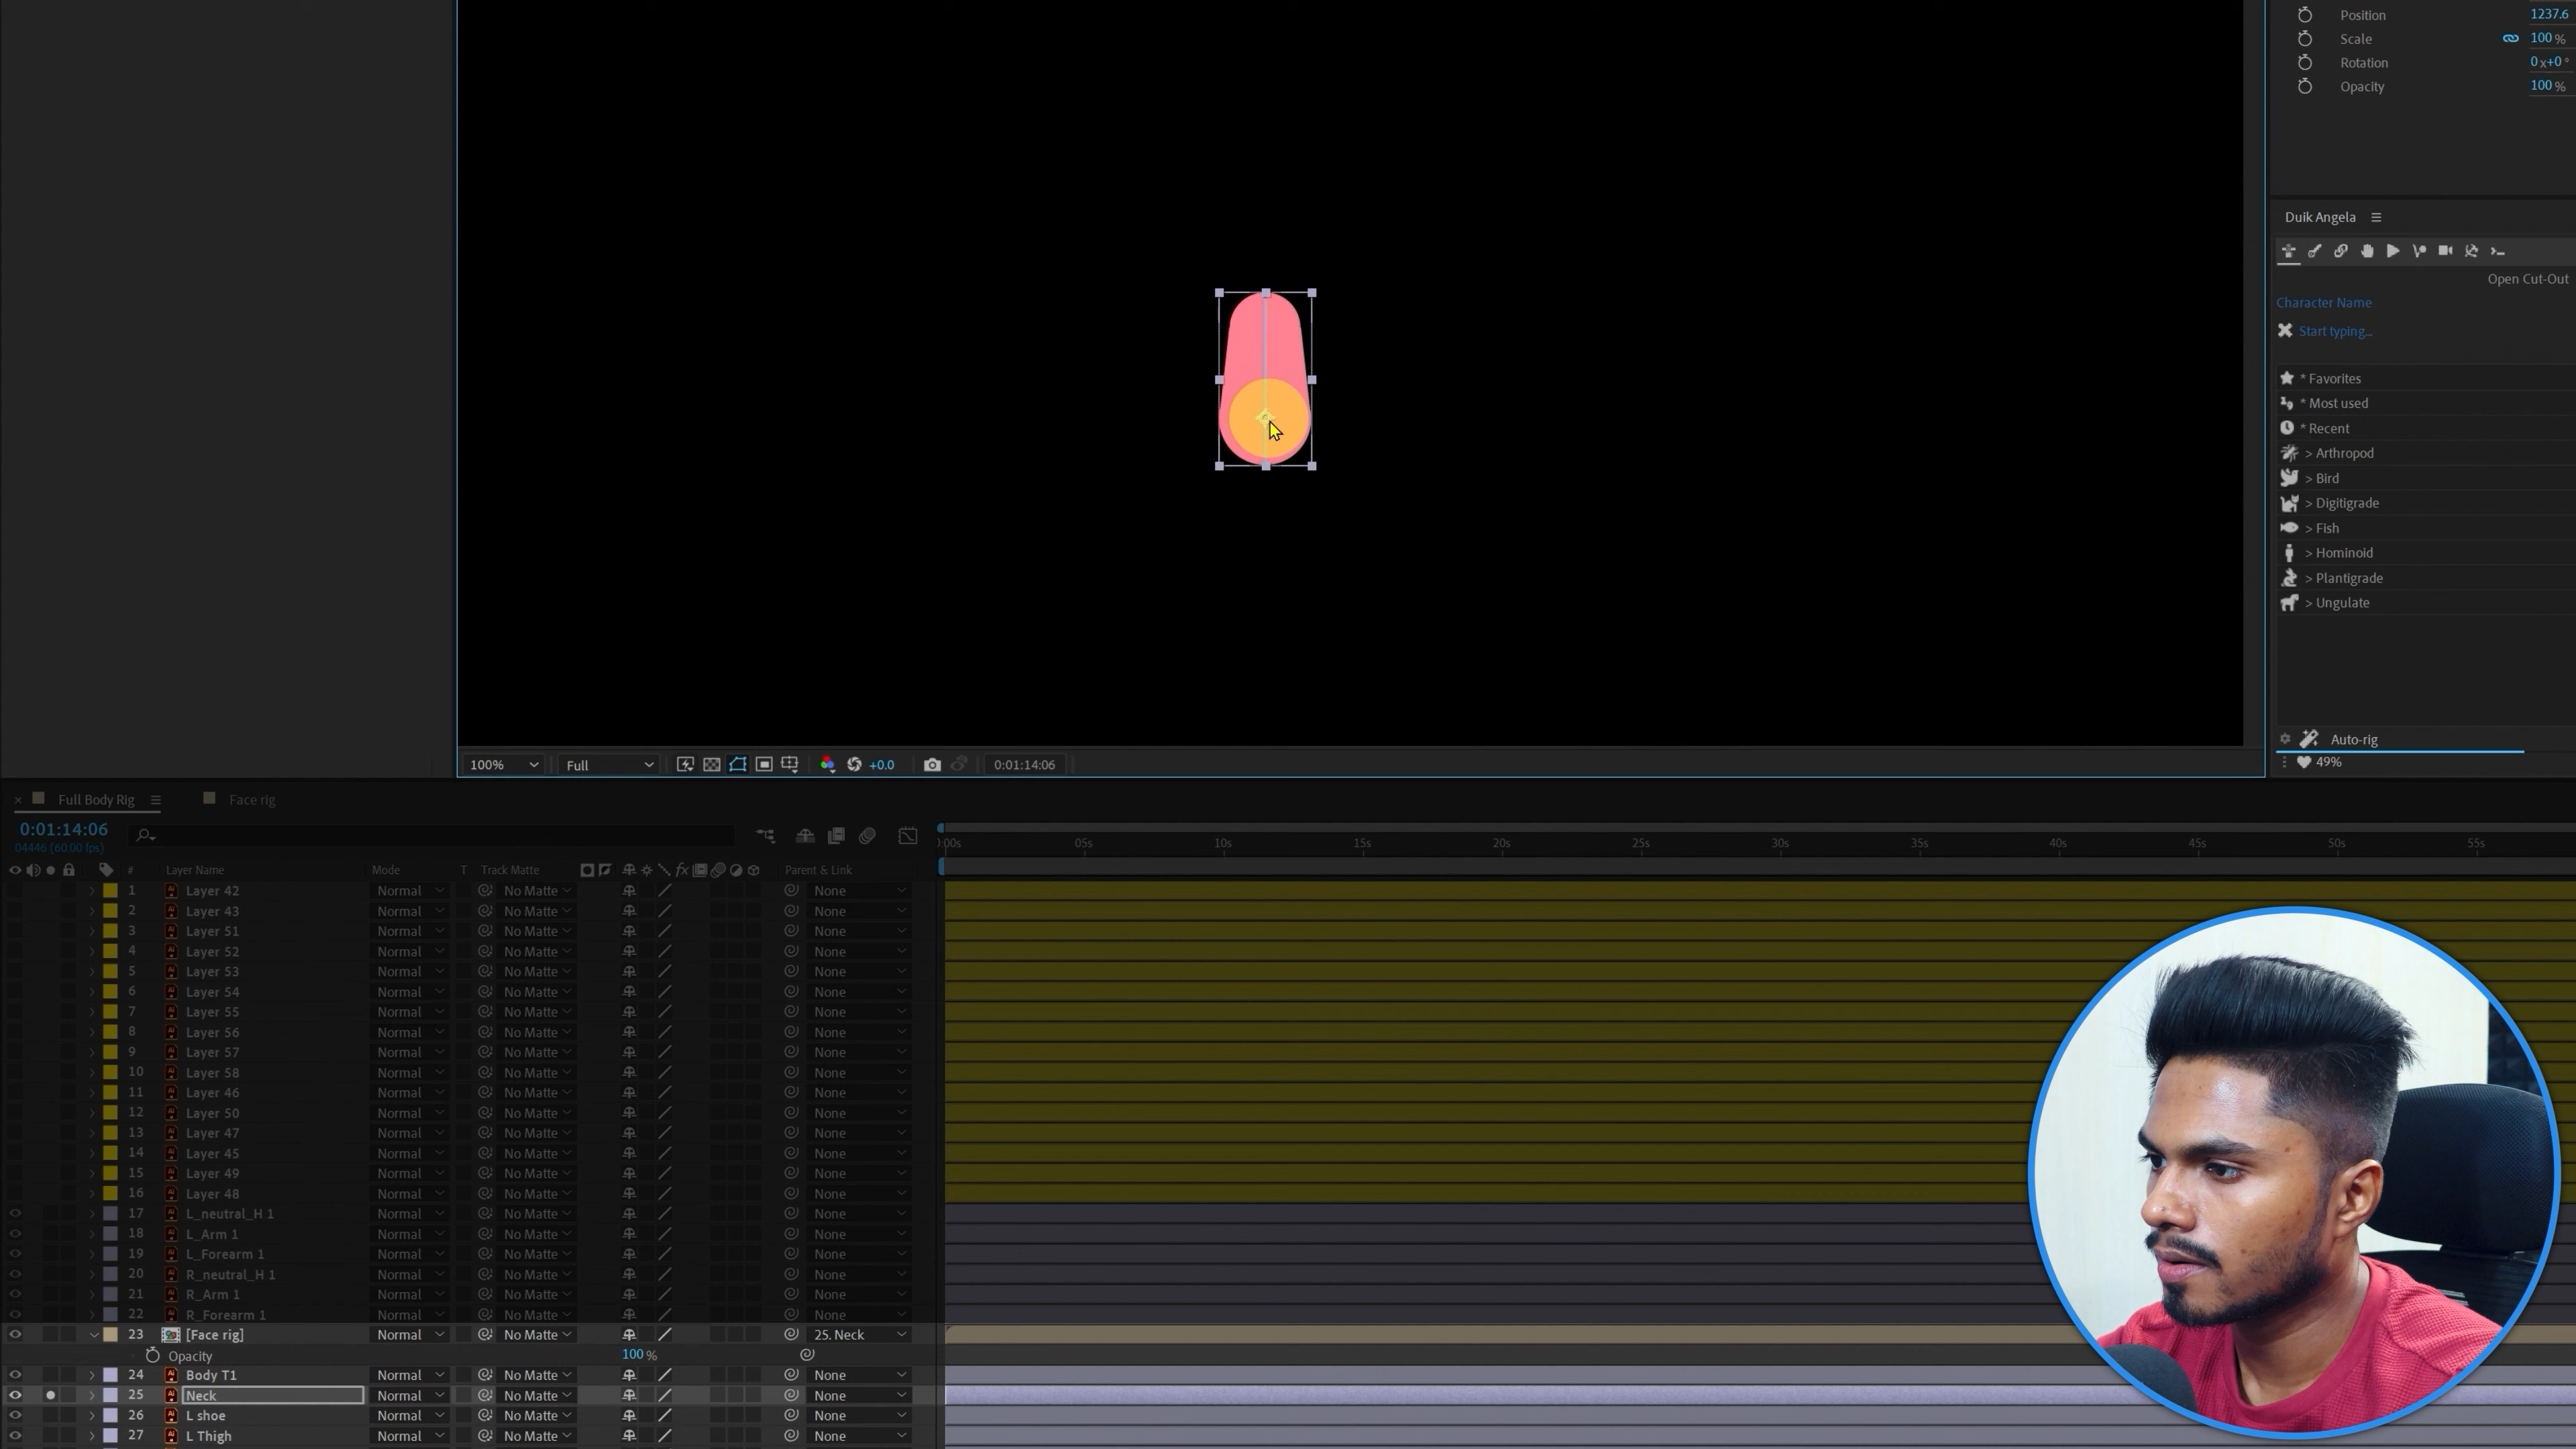 Position 1237.6
Scale 100 %
Rotation 0 x+0 °
Opacity 100 %
Duik Angela
Open Cut-Out
Character Name
Start typing...
* Favorites
* Most used
* Recent
> Arthropod
> Bird
> Digitigrade
> Fish
> Hominoid
> Plantigrade
> Ungulate
Auto-rig
49%
100% Full +0.0 0:01:14:06
Full Body Rig Face rig
0:01:14:06
04446 (60.00 fps)
:00s 05s 10s 15s 20s 25s 30s 35s 40s 45s 50s 55s
# Layer Name Mode T Track Matte Parent & Link
1 Layer 42 Normal No Matte None
2 Layer 43 Normal No Matte None
3 Layer 51 Normal No Matte None
4 Layer 52 Normal No Matte None
5 Layer 53 Normal No Matte None
6 Layer 54 Normal No Matte None
7 Layer 55 Normal No Matte None
8 Layer 56 Normal No Matte None
9 Layer 57 Normal No Matte None
10 Layer 58 Normal No Matte None
11 Layer 46 Normal No Matte None
12 Layer 50 Normal No Matte None
13 Layer 47 Normal No Matte None
14 Layer 45 Normal No Matte None
15 Layer 49 Normal No Matte None
16 Layer 48 Normal No Matte None
17 L_neutral_H 1 Normal No Matte None
18 L_Arm 1 Normal No Matte None
19 L_Forearm 1 Normal No Matte None
20 R_neutral_H 1 Normal No Matte None
21 R_Arm 1 Normal No Matte None
22 R_Forearm 1 Normal No Matte None
23 [Face rig] Normal No Matte 25. Neck
Opacity 100 %
24 Body T1 Normal No Matte None
25 Neck Normal No Matte None
26 L shoe Normal No Matte None
27 L Thigh Normal No Matte None